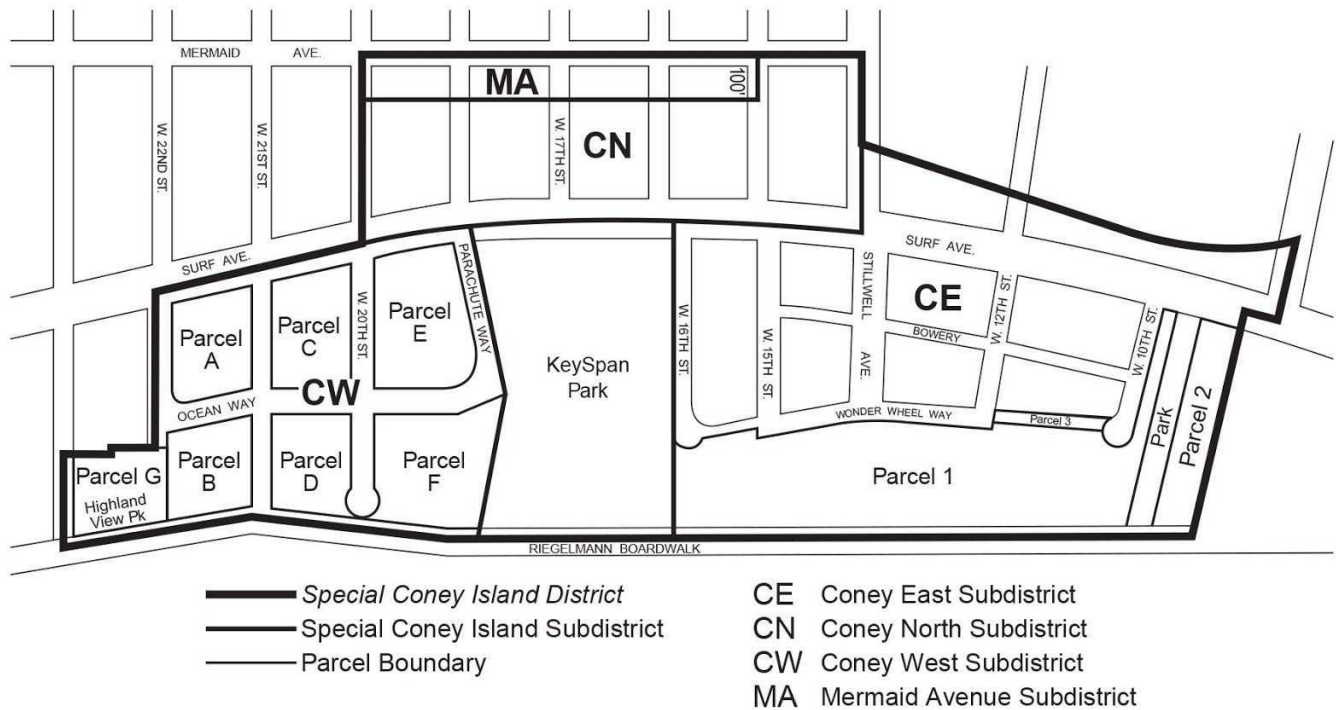 MERMAID AVE.
MA
100'
W. 22ND ST.
W. 21ST ST.
W. 17TH ST.
CN
SURF AVE.
SURF AVE.
PARACHUTE WAY
W. 20TH ST.
Parcel
A
Parcel
C
Parcel
E
CW
OCEAN WAY
Parcel G
Highland
View Pk
Parcel
B
Parcel
D
Parcel
F
KeySpan
Park
W. 16TH ST.
W. 15TH ST.
STILLWELL AVE.
CE
BOWERY
W. 12TH ST.
W. 10TH ST.
WONDER WHEEL WAY
Parcel 3
Park
Parcel 2
Parcel 1
RIEGELMANN BOARDWALK
Special Coney Island District
Special Coney Island Subdistrict
Parcel Boundary
CE Coney East Subdistrict
CN Coney North Subdistrict
CW Coney West Subdistrict
MA Mermaid Avenue Subdistrict